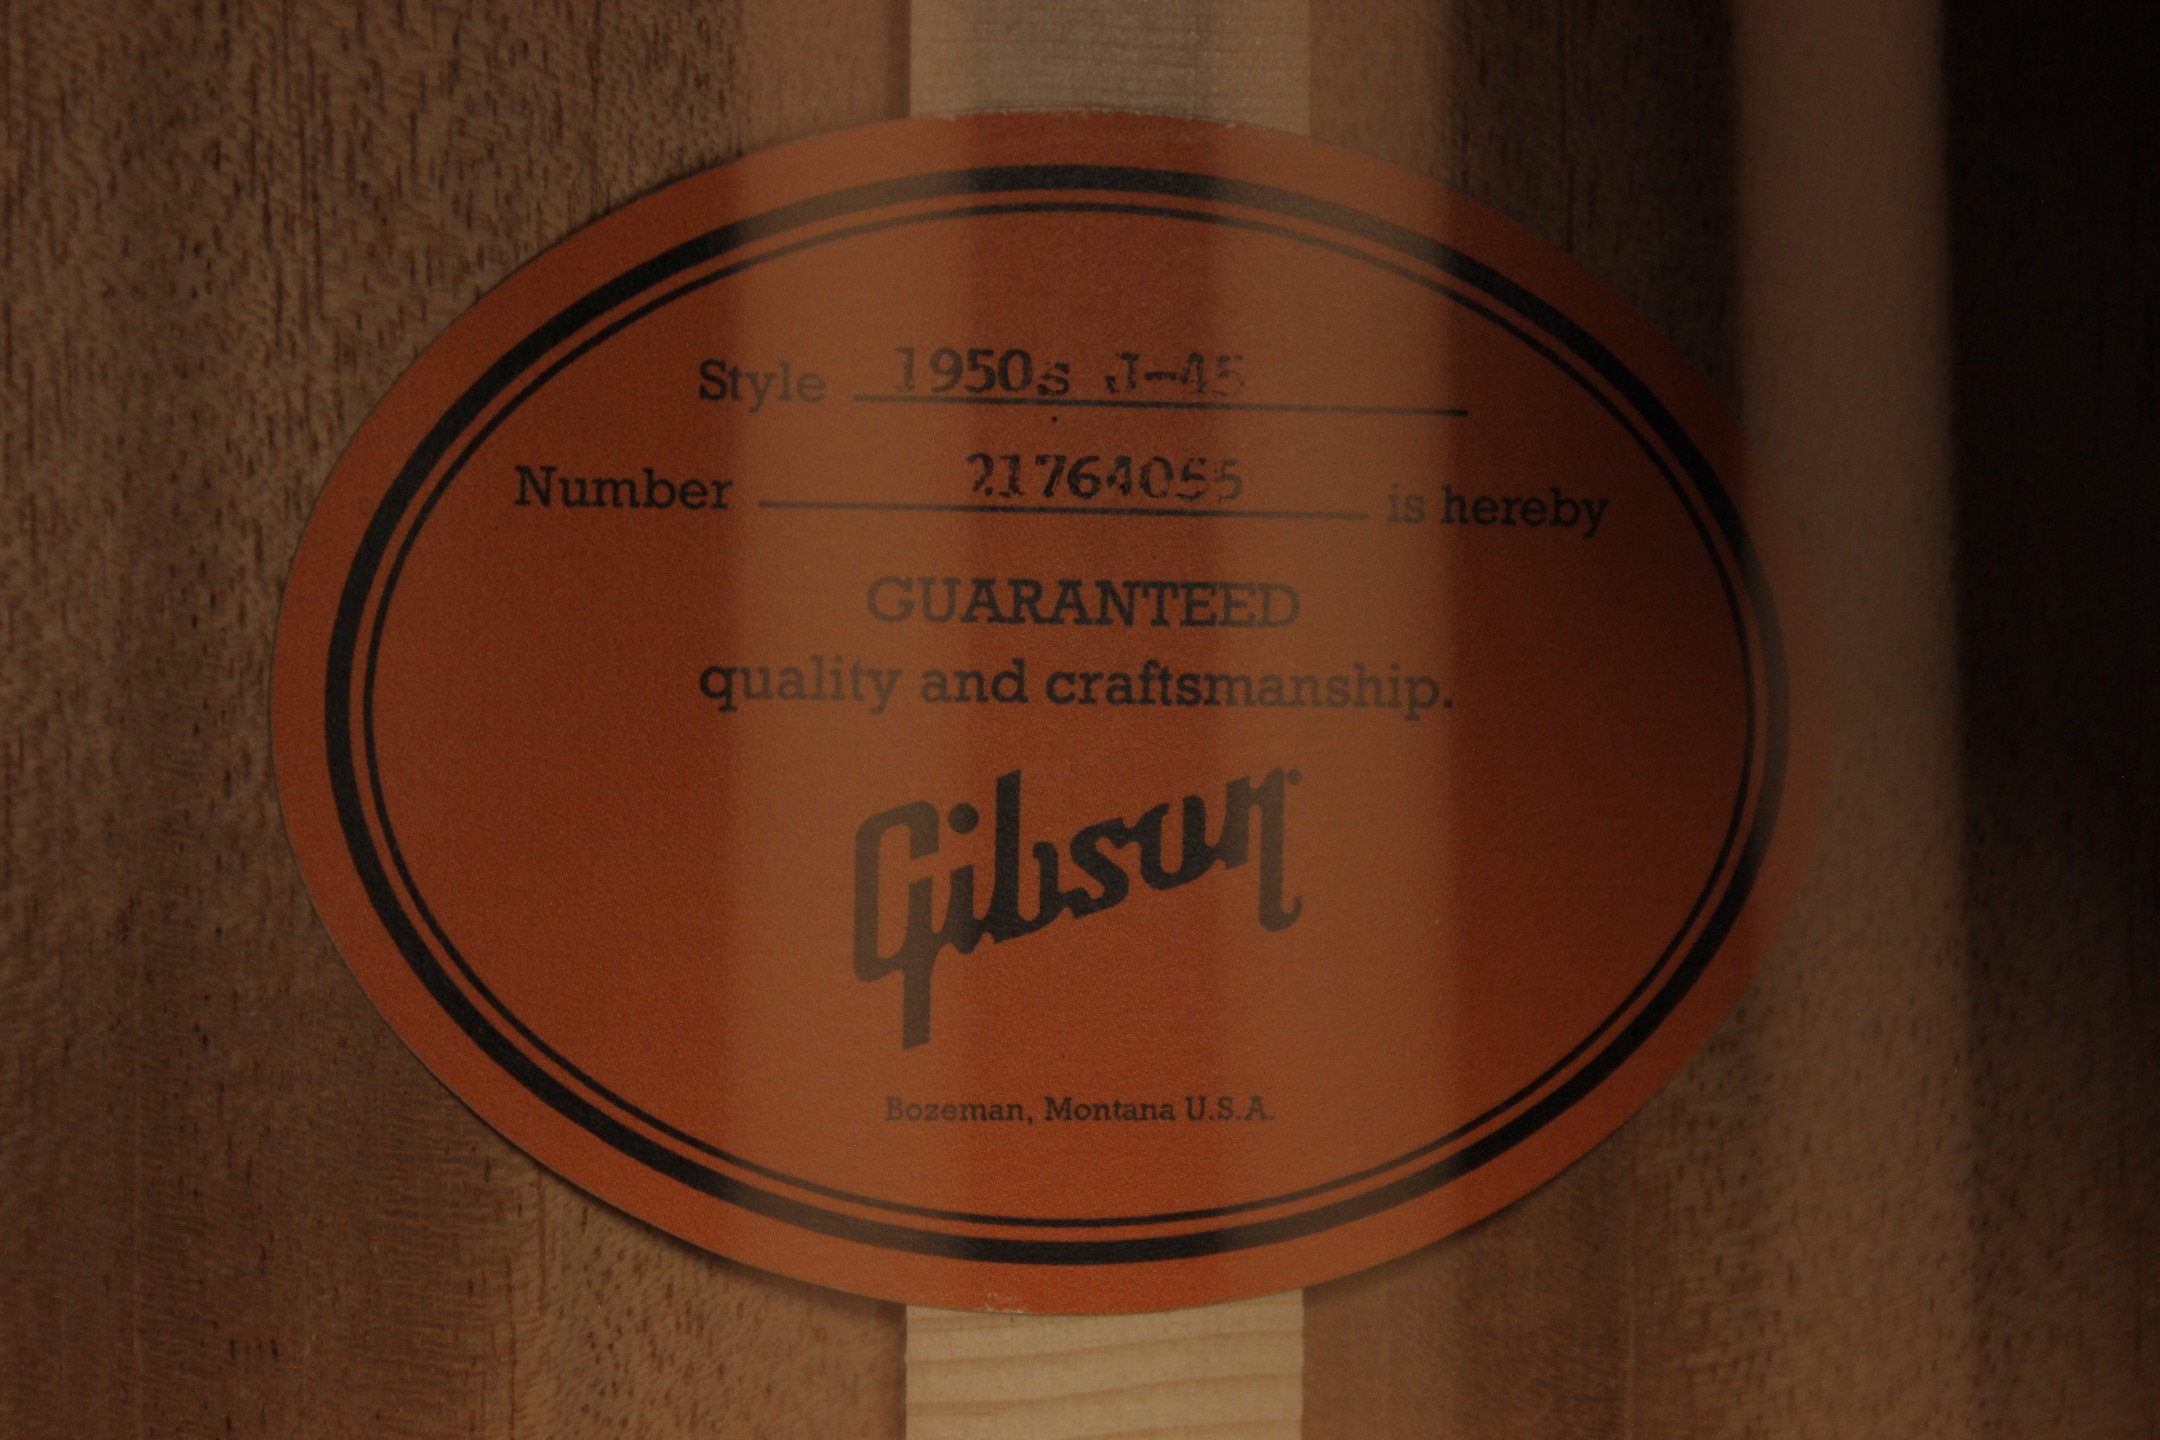 Style 1950s J-45
Number 21764055 is hereby
GUARANTEED
quality and craftsmanship.
Gibson
Bozeman, Montana U.S.A.